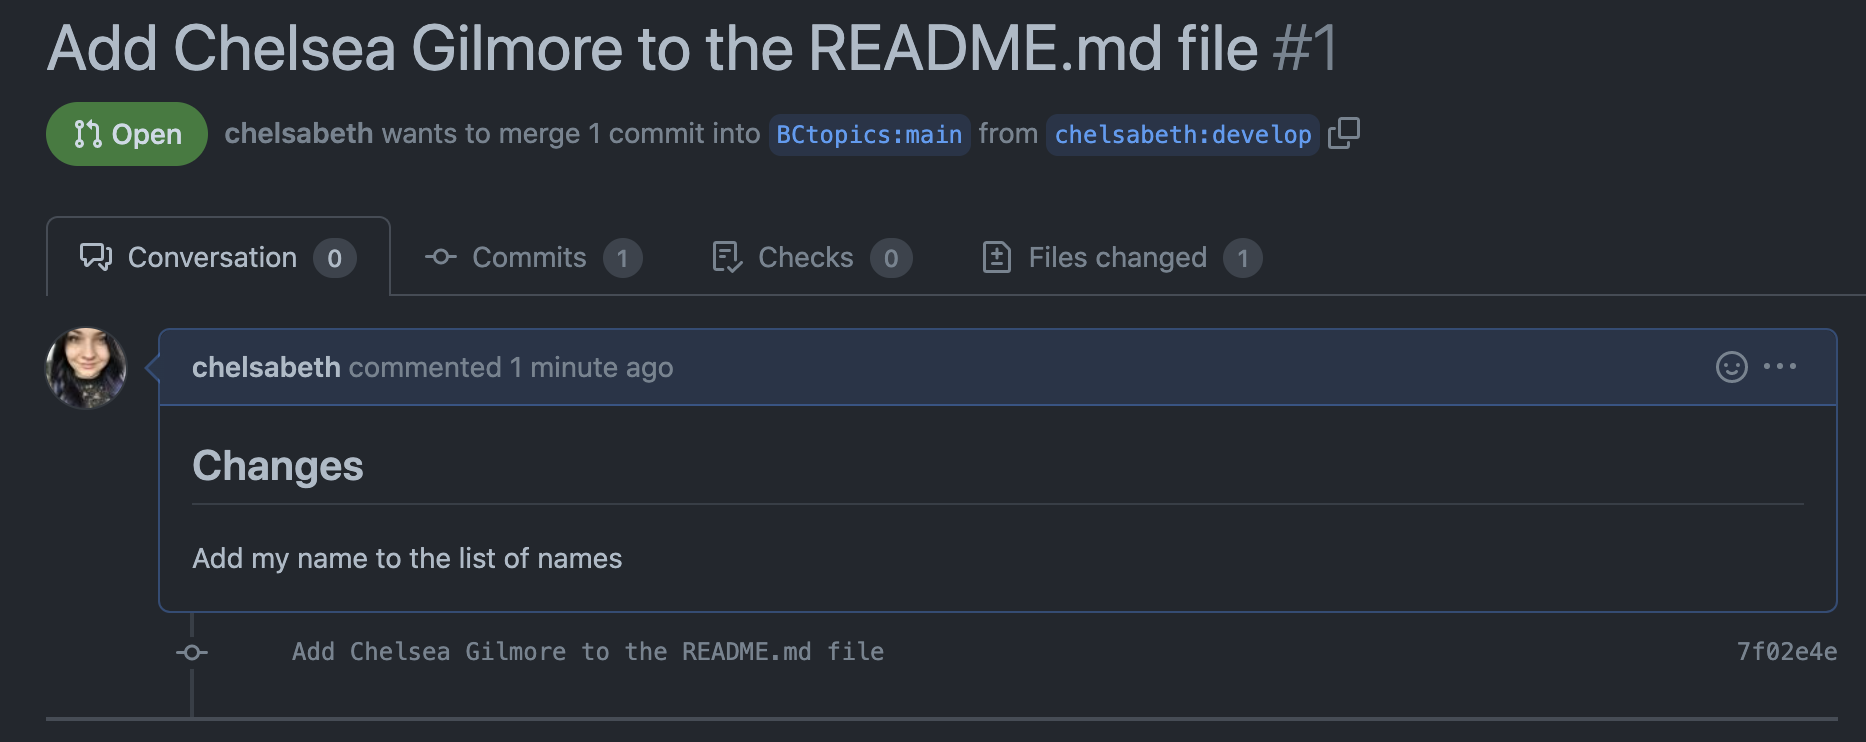 Add Chelsea Gilmore to the README.md file #1
Open chelsabeth wants to merge 1 commit into BCtopics:main from chelsabeth:develop
Conversation 0 Commits 1 Checks 0 Files changed 1
chelsabeth commented 1 minute ago
Changes
Add my name to the list of names
Add Chelsea Gilmore to the README.md file 7f02e4e